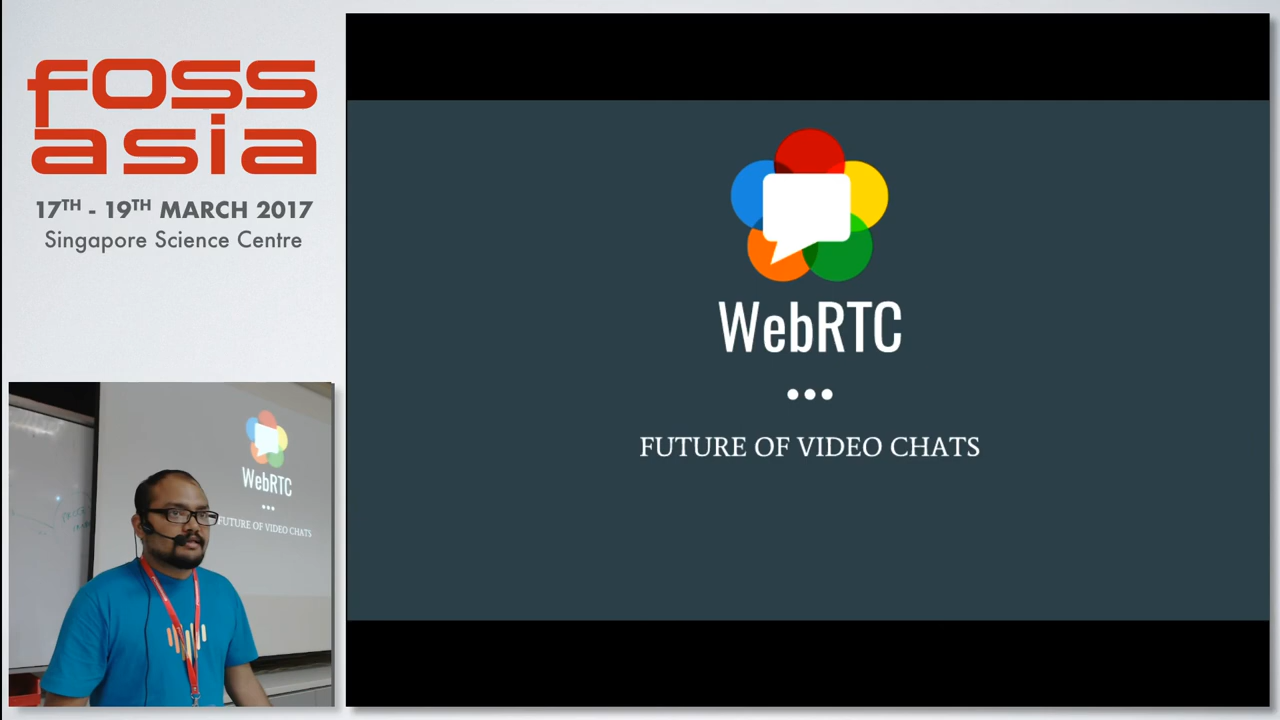 foss
asia
17TH - 19TH MARCH 2017
Singapore Science Centre
WebRTC
FUTURE OF VIDEO CHATS
WebRTC
FUTURE OF VIDEO CHATS